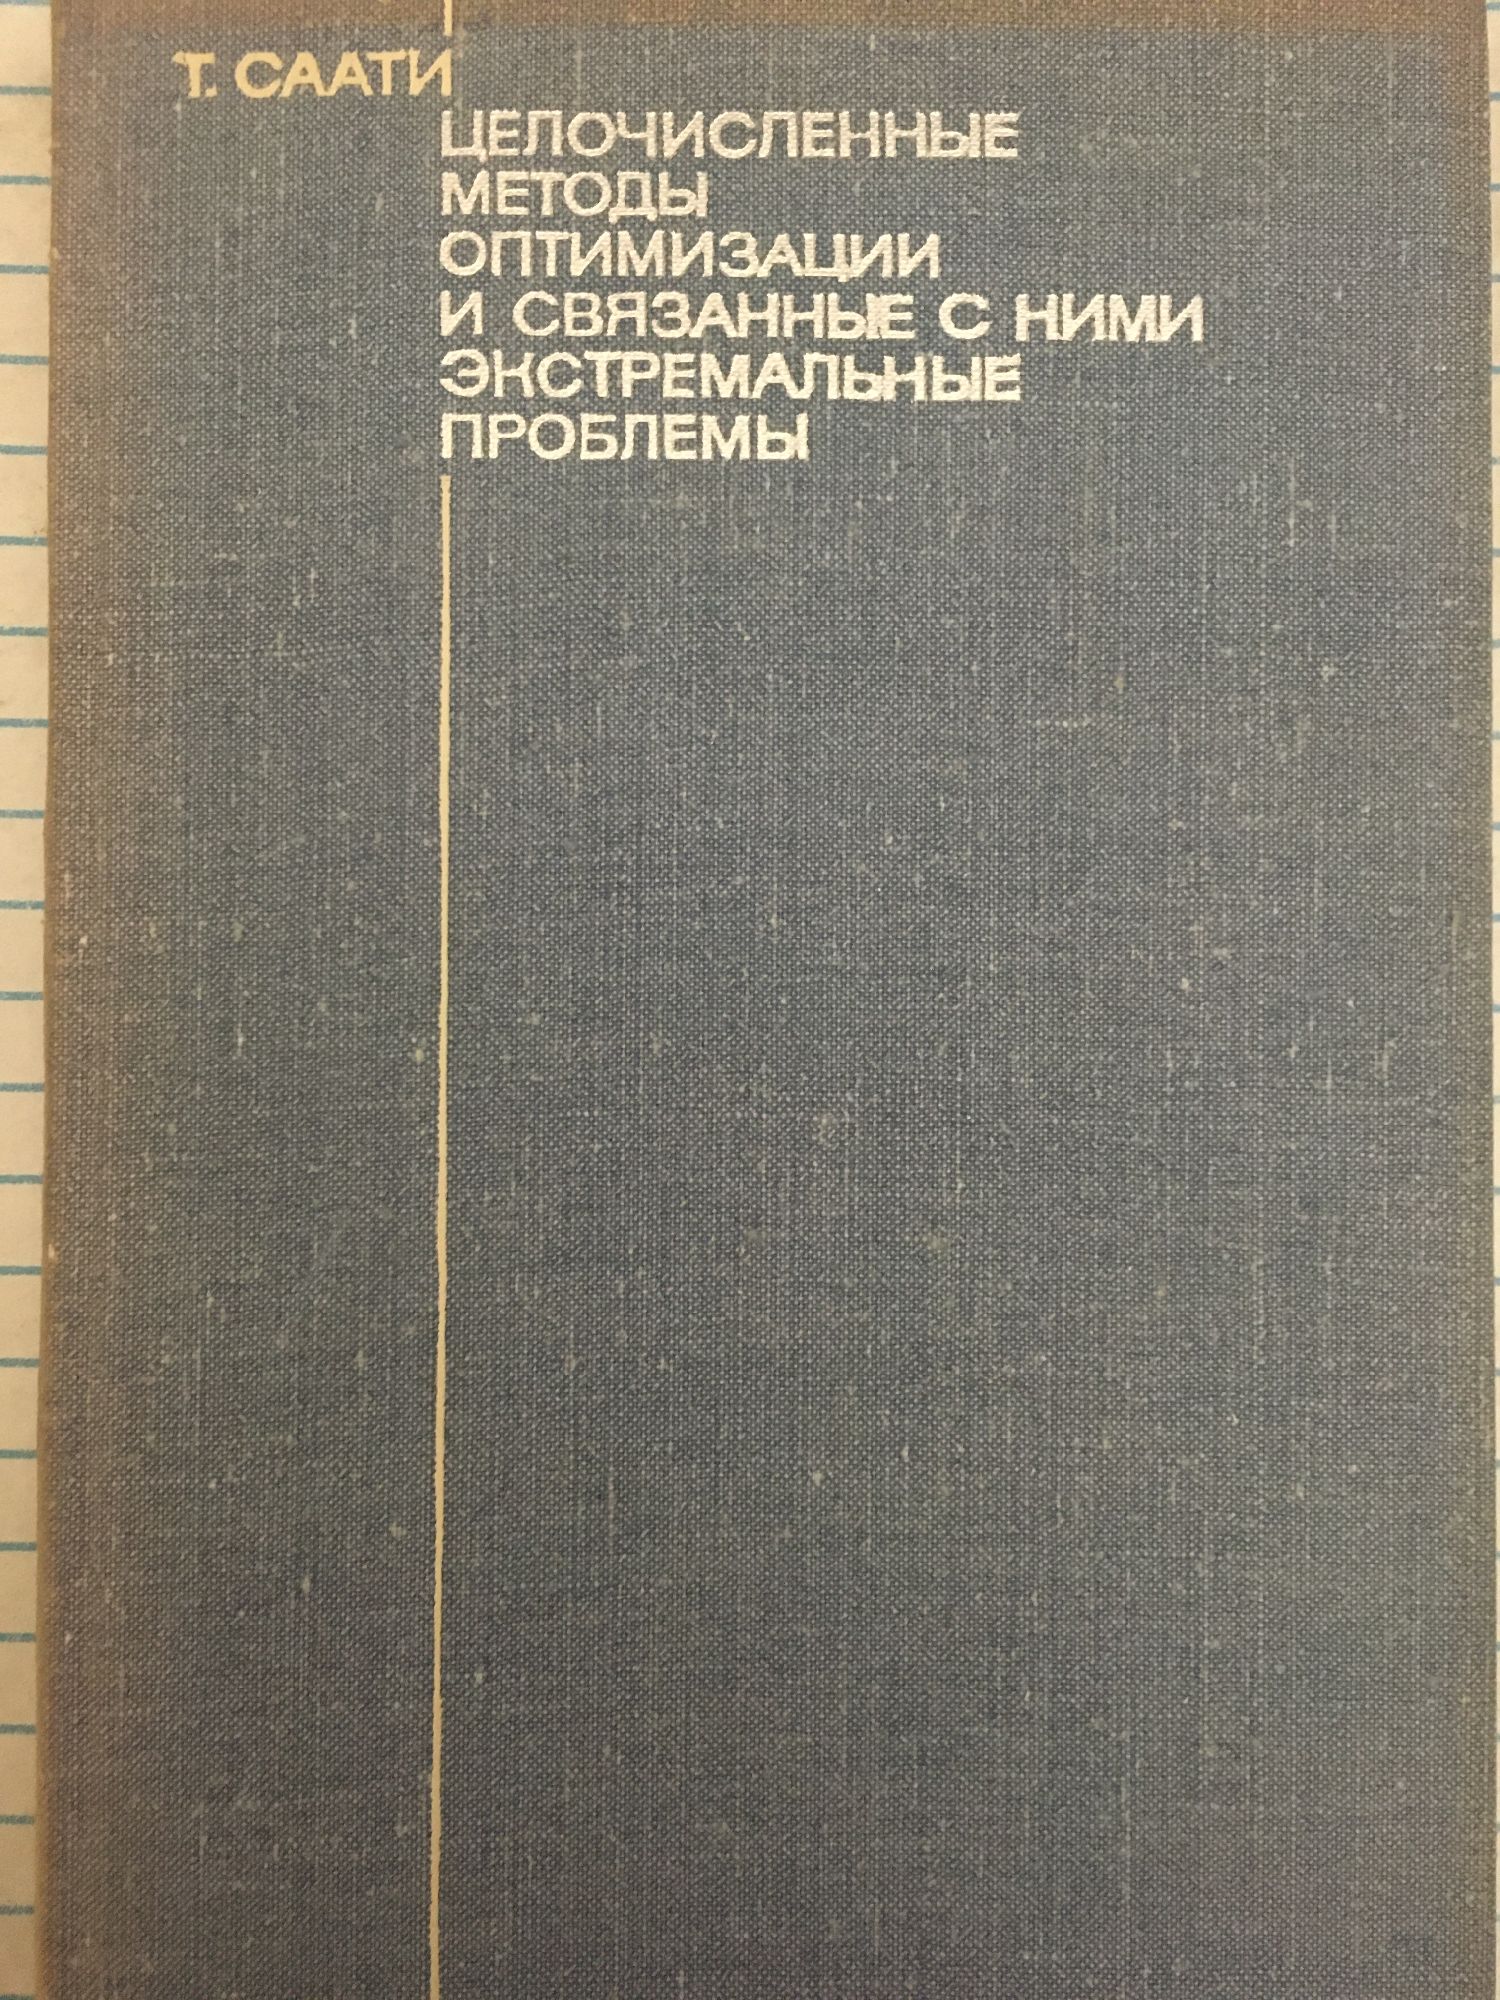 Т. СААТИ
ЦЕЛОЧИСЛЕННЫЕ
МЕТОДЫ
ОПТИМИЗАЦИИ
И СВЯЗАННЫЕ С НИМИ
ЭКСТРЕМАЛЬНЫЕ
ПРОБЛЕМЫ